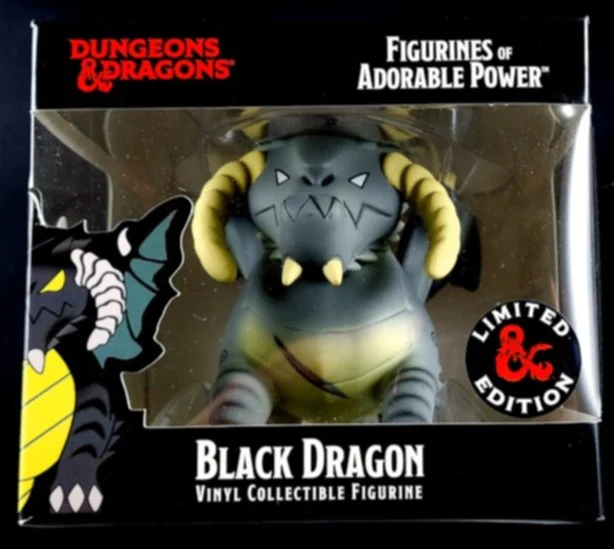 DUNGEONS
& DRAGONS®
FIGURINES OF
ADORABLE POWER™
LIMITED
&
EDITION
BLACK DRAGON
VINYL COLLECTIBLE FIGURINE